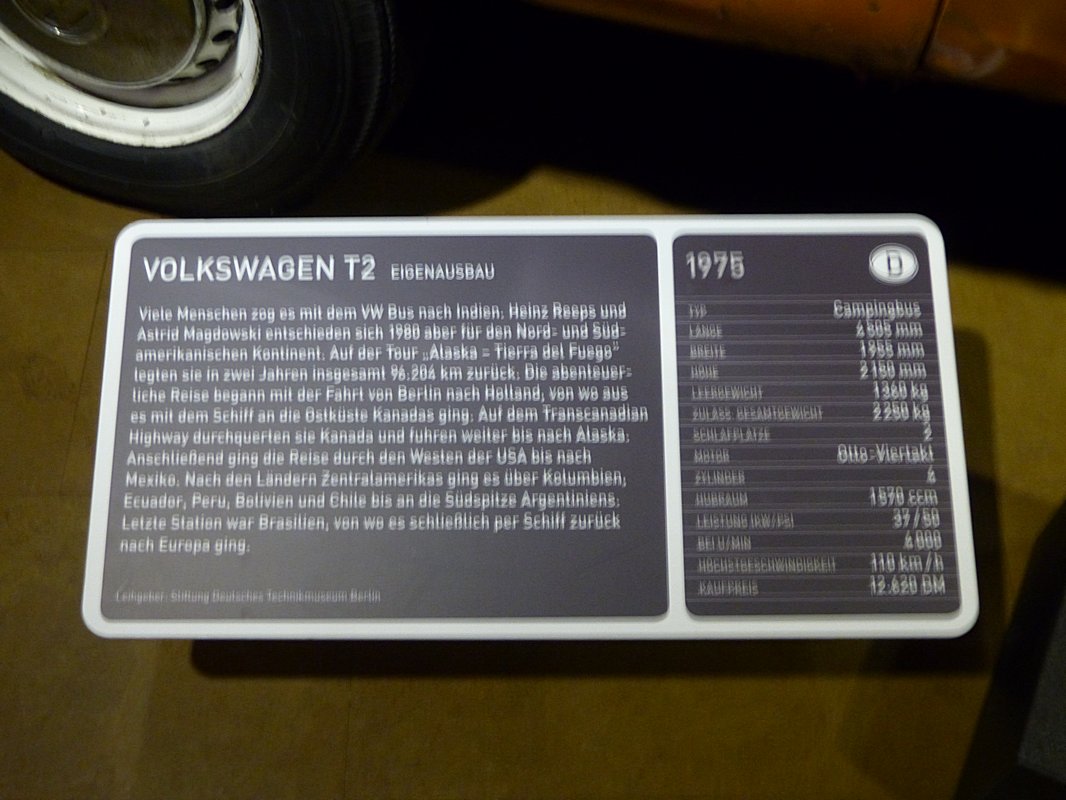 VOLKSWAGEN T2 EIGENAUSBAU
Viele Menschen zog es mit dem VW Bus nach Indien. Heinz Reeps und
Astrid Magdowski entschieden sich 1980 aber für den Nord- und Süd-
amerikanischen Kontinent. Auf der Tour „Alaska – Tierra del Fuego"
legten sie in zwei Jahren insgesamt 96.204 km zurück. Die abenteuer-
liche Reise begann mit der Fahrt von Berlin nach Holland, von wo aus
es mit dem Schiff an die Ostküste Kanadas ging. Auf dem Transcanadian
Highway durchquerten sie Kanada und fuhren weiter bis nach Alaska.
Anschließend ging die Reise durch den Westen der USA bis nach
Mexiko. Nach den Ländern Zentralamerikas ging es über Kolumbien,
Ecuador, Peru, Bolivien und Chile bis an die Südspitze Argentiniens.
Letzte Station war Brasilien, von wo es schließlich per Schiff zurück
nach Europa ging.
Leihgeber: Stiftung Deutsches Technikmuseum Berlin
1975 D
TYP Campingbus
LÄNGE 4505 mm
BREITE mm
HÖHE mm
LEERGEWICHT 1360 kg
ZULÄSS. GESAMTGEWICHT kg
SCHLAFPLÄTZE 2
MOTOR Otto-Viertakt
ZYLINDER 4
HUBRAUM 1570 ccm
LEISTUNG (KW/PS) 37/50
BEI U/MIN 4000
HÖCHSTGESCHWINDIGKEIT 110 km/h
KAUFPREIS 12.620 DM